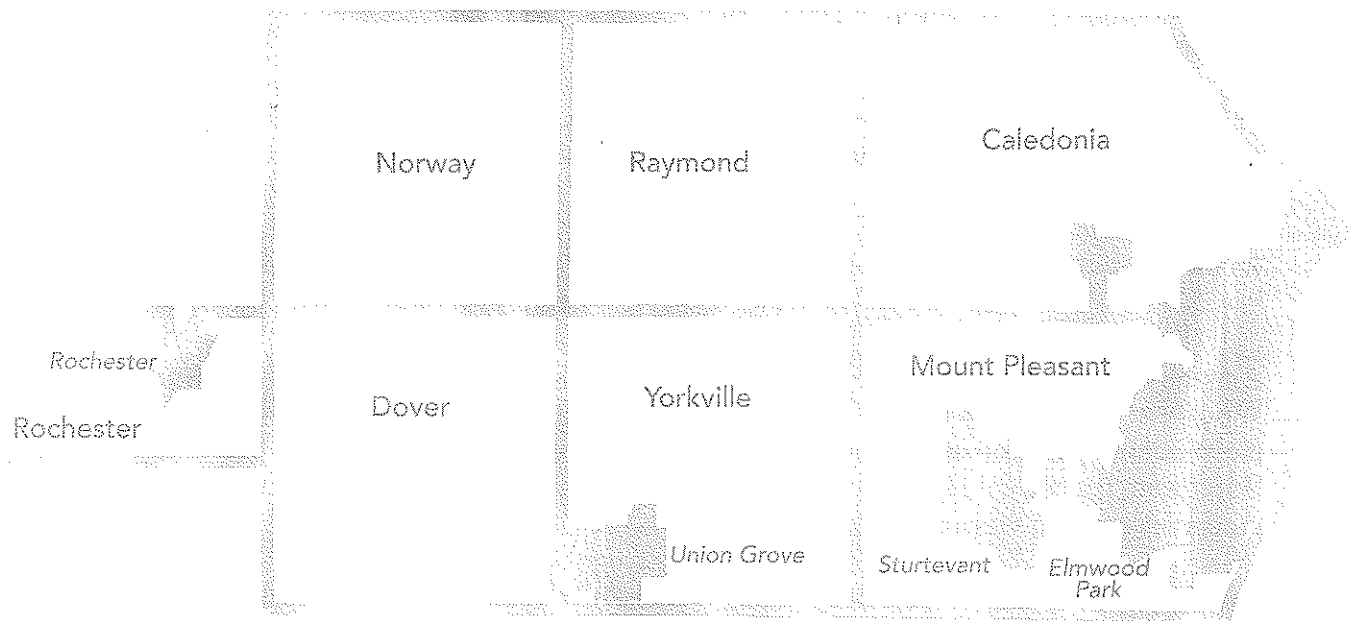 Caledonia
Norway
Raymond
Rochester
Mount Pleasant
Yorkville
Dover
Rochester
Union Grove
Sturtevant
Elmwood
Park